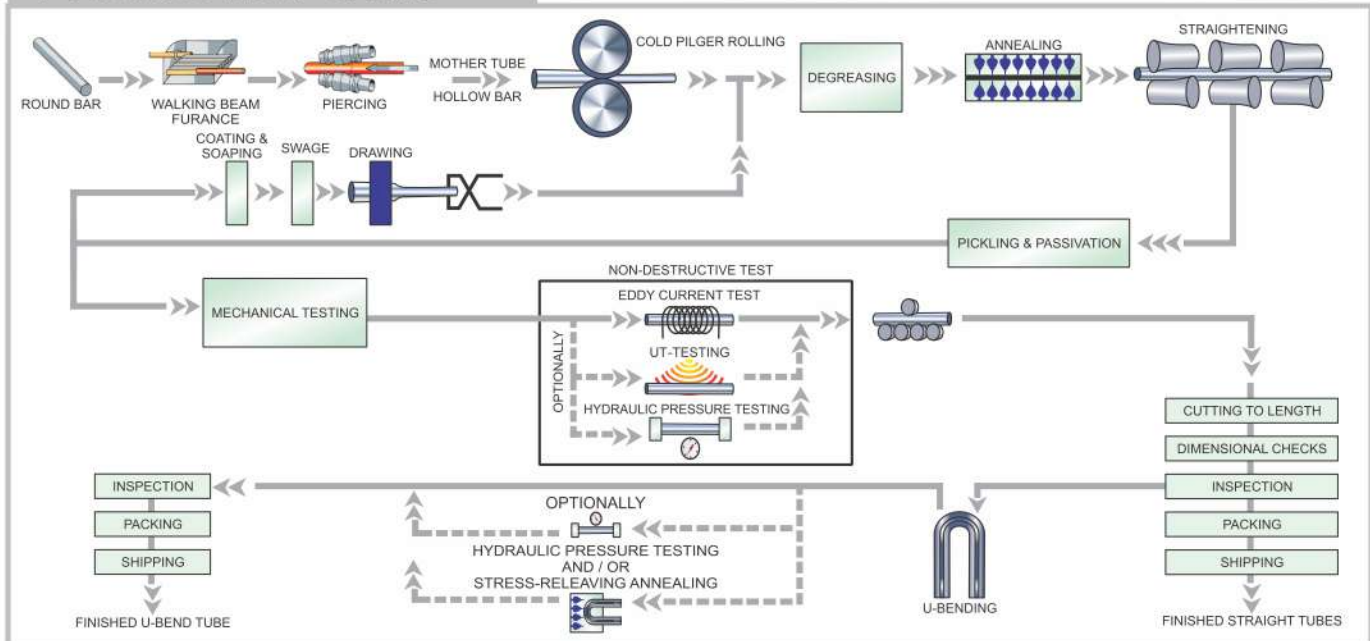 COLD PILGER ROLLING
ANNEALING
STRAIGHTENING
MOTHER TUBE
HOLLOW BAR
DEGREASING
ROUND BAR
WALKING BEAM
FURANCE
PIERCING
COATING &
SOAPING
SWAGE
DRAWING
PICKLING & PASSIVATION
NON-DESTRUCTIVE TEST
MECHANICAL TESTING
EDDY CURRENT TEST
OPTIONALLY
UT-TESTING
HYDRAULIC PRESSURE TESTING
CUTTING TO LENGTH
DIMENSIONAL CHECKS
INSPECTION
PACKING
SHIPPING
FINISHED STRAIGHT TUBES
U-BENDING
OPTIONALLY
HYDRAULIC PRESSURE TESTING
AND / OR
STRESS-RELEAVING ANNEALING
INSPECTION
PACKING
SHIPPING
FINISHED U-BEND TUBE